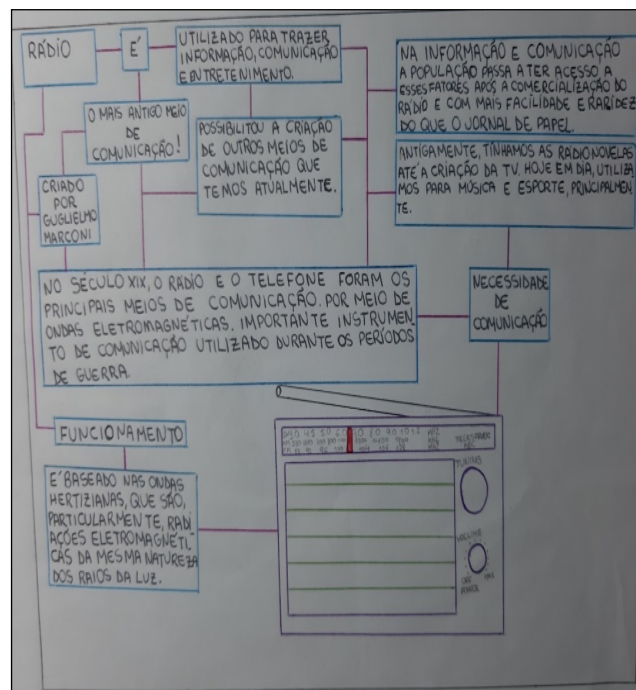 RÁDIO
É
UTILIZADO PARA TRAZER
INFORMAÇÃO, COMUNICAÇÃO
E ENTRETENIMENTO.
NA INFORMAÇÃO E COMUNICAÇÃO
A POPULAÇÃO PASSA A TER ACESSO A
ESSES FATORES APÓS A COMERCIALIZAÇÃO DO
RÁDIO E COM MAIS FACILIDADE E RARIDEZ
DO QUE O JORNAL DE PAPEL.
O MAIS ANTIGO MEIO
DE
COMUNICAÇÃO!
POSSIBILITOU A CRIAÇÃO
DE OUTROS MEIOS DE
COMUNICAÇÃO QUE
TEMOS ATUALMENTE.
ANTIGAMENTE, TÍNHAMOS AS RADIONOVELAS
ATÉ A CRIAÇÃO DA TV. HOJE EM DIA, UTILIZA
MOS PARA MÚSICA E ESPORTE, PRINCIPALMEN
TE.
CRIADO
POR
GUGLIELMO
MARCONI
NO SÉCULO XIX, O RÁDIO E O TELEFONE FORAM OS
PRINCIPAIS MEIOS DE COMUNICAÇÃO. POR MEIO DE
ONDAS ELETROMAGNÉTICAS. IMPORTANTE INSTRUMEN-
TO DE COMUNICAÇÃO UTILIZADO DURANTE OS PERÍODOS
DE GUERRA.
NECESSIDADE
DE
COMUNICAÇÃO
FUNCIONAMENTO
É BASEADO NAS ONDAS
HERTIZIANAS, QUE SÃO,
PARTICULARMENTE, RADI
AÇÕES ELETROMAGNÉTI-
CAS DA MESMA NATUREZA
DOS RAIOS DA LUZ.
TUNING
VOLUME
OFF
POWER